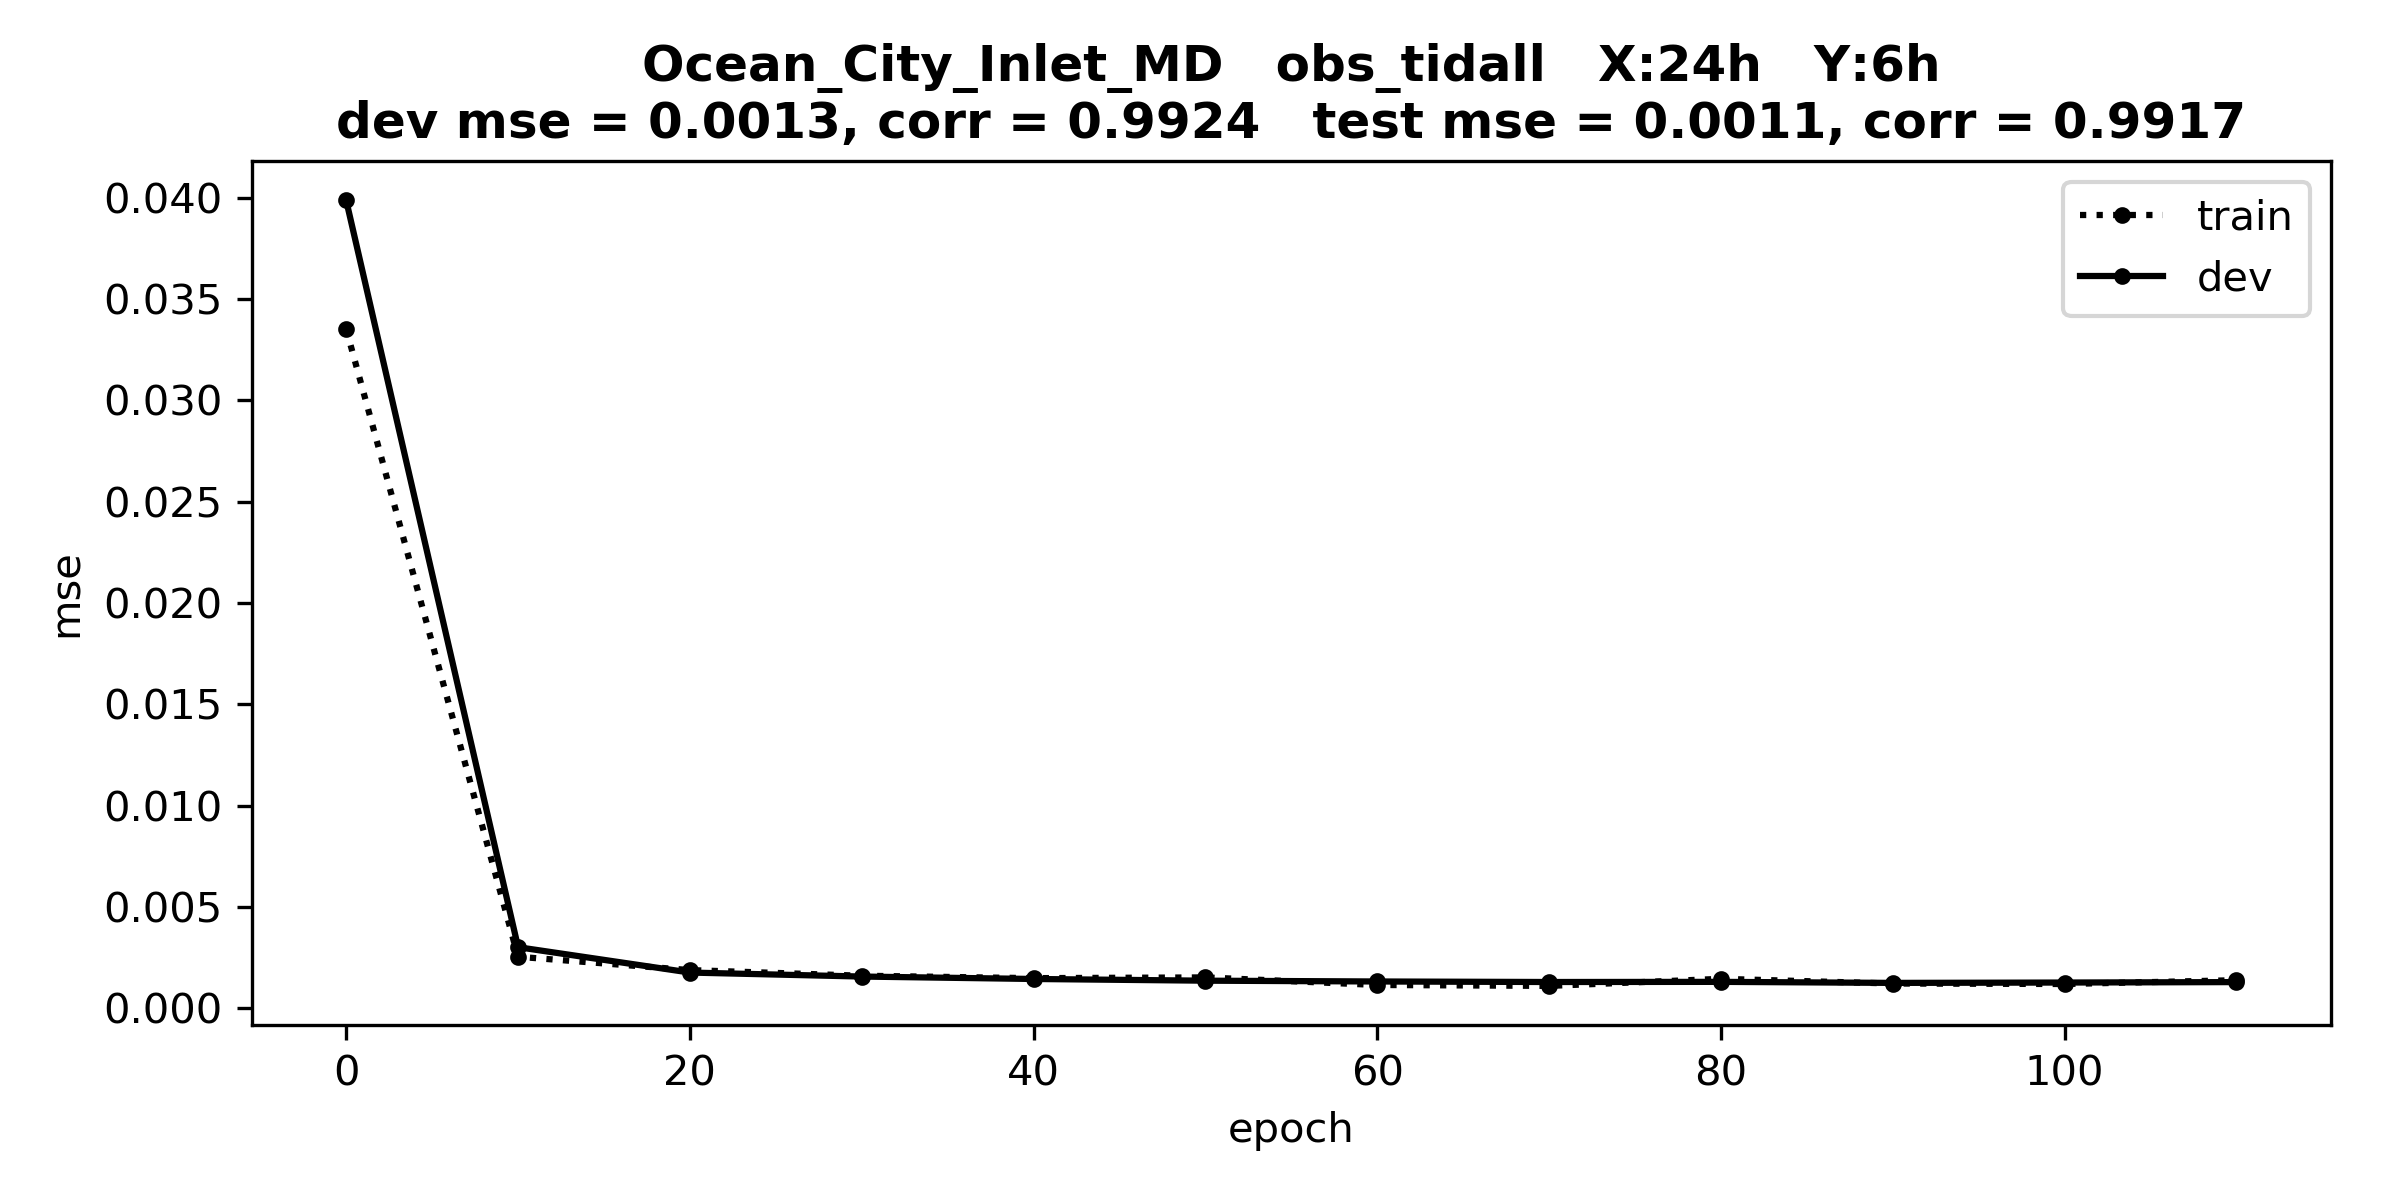 Ocean_City_Inlet_MD obs_tidall X:24h Y:6h
dev mse = 0.0013, corr = 0.9924 test mse = 0.0011, corr = 0.9917
train
dev
0.040
0.035
0.030
0.025
0.020
0.015
0.010
0.005
0.000
mse
0 20 40 60 80 100
epoch